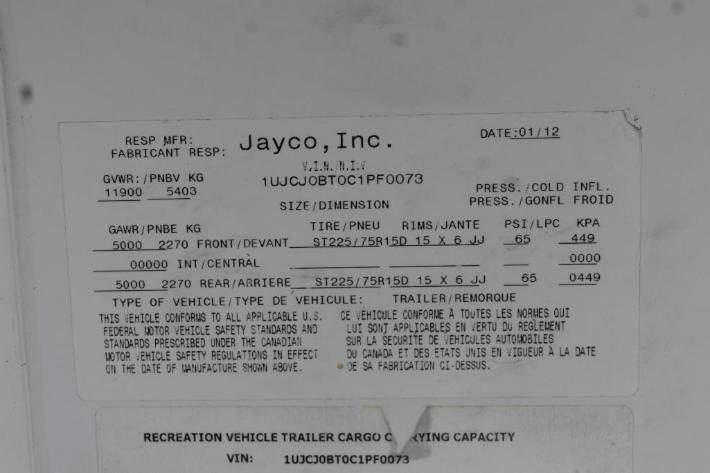 RESP MFR: Jayco, Inc. DATE:01/12
FABRICANT RESP:
V.I.N./N.I.V
GVWR:/PNBV KG 1UJCJ0BT0C1PF0073
11900 5403 PRESS./COLD INFL.
SIZE/DIMENSION PRESS./GONFL FROID
GAWR/PNBE KG TIRE/PNEU RIMS/JANTE PSI/LPC KPA
5000 2270 FRONT/DEVANT ST225/75R15D 15 X 6 JJ 65 449
00000 INT/CENTRAL 0000
5000 2270 REAR/ARRIERE ST225/75R15D 15 X 6 JJ 65 0449
TYPE OF VEHICLE/TYPE DE VEHICULE: TRAILER/REMORQUE
THIS VEHICLE CONFORMS TO ALL APPLICABLE U.S.
FEDERAL MOTOR VEHICLE SAFETY STANDARDS AND
STANDARDS PRESCRIBED UNDER THE CANADIAN
MOTOR VEHICLE SAFETY REGULATIONS IN EFFECT
ON THE DATE OF MANUFACTURE SHOWN ABOVE.
CE VÉHICULE CONFORME À TOUTES LES NORMES QUI
LUI SONT APPLICABLES EN VERTU DU REGLEMENT
SUR LA SECURITE DE VEHICULES AUTOMOBILES
DU CANADA ET DES ETATS UNIS EN VIGUEUR À LA DATE
DE SA FABRICATION CI-DESSUS.
RECREATION VEHICLE TRAILER CARGO CAPACITY
VIN: 1UJCJ0BT0C1PF0073